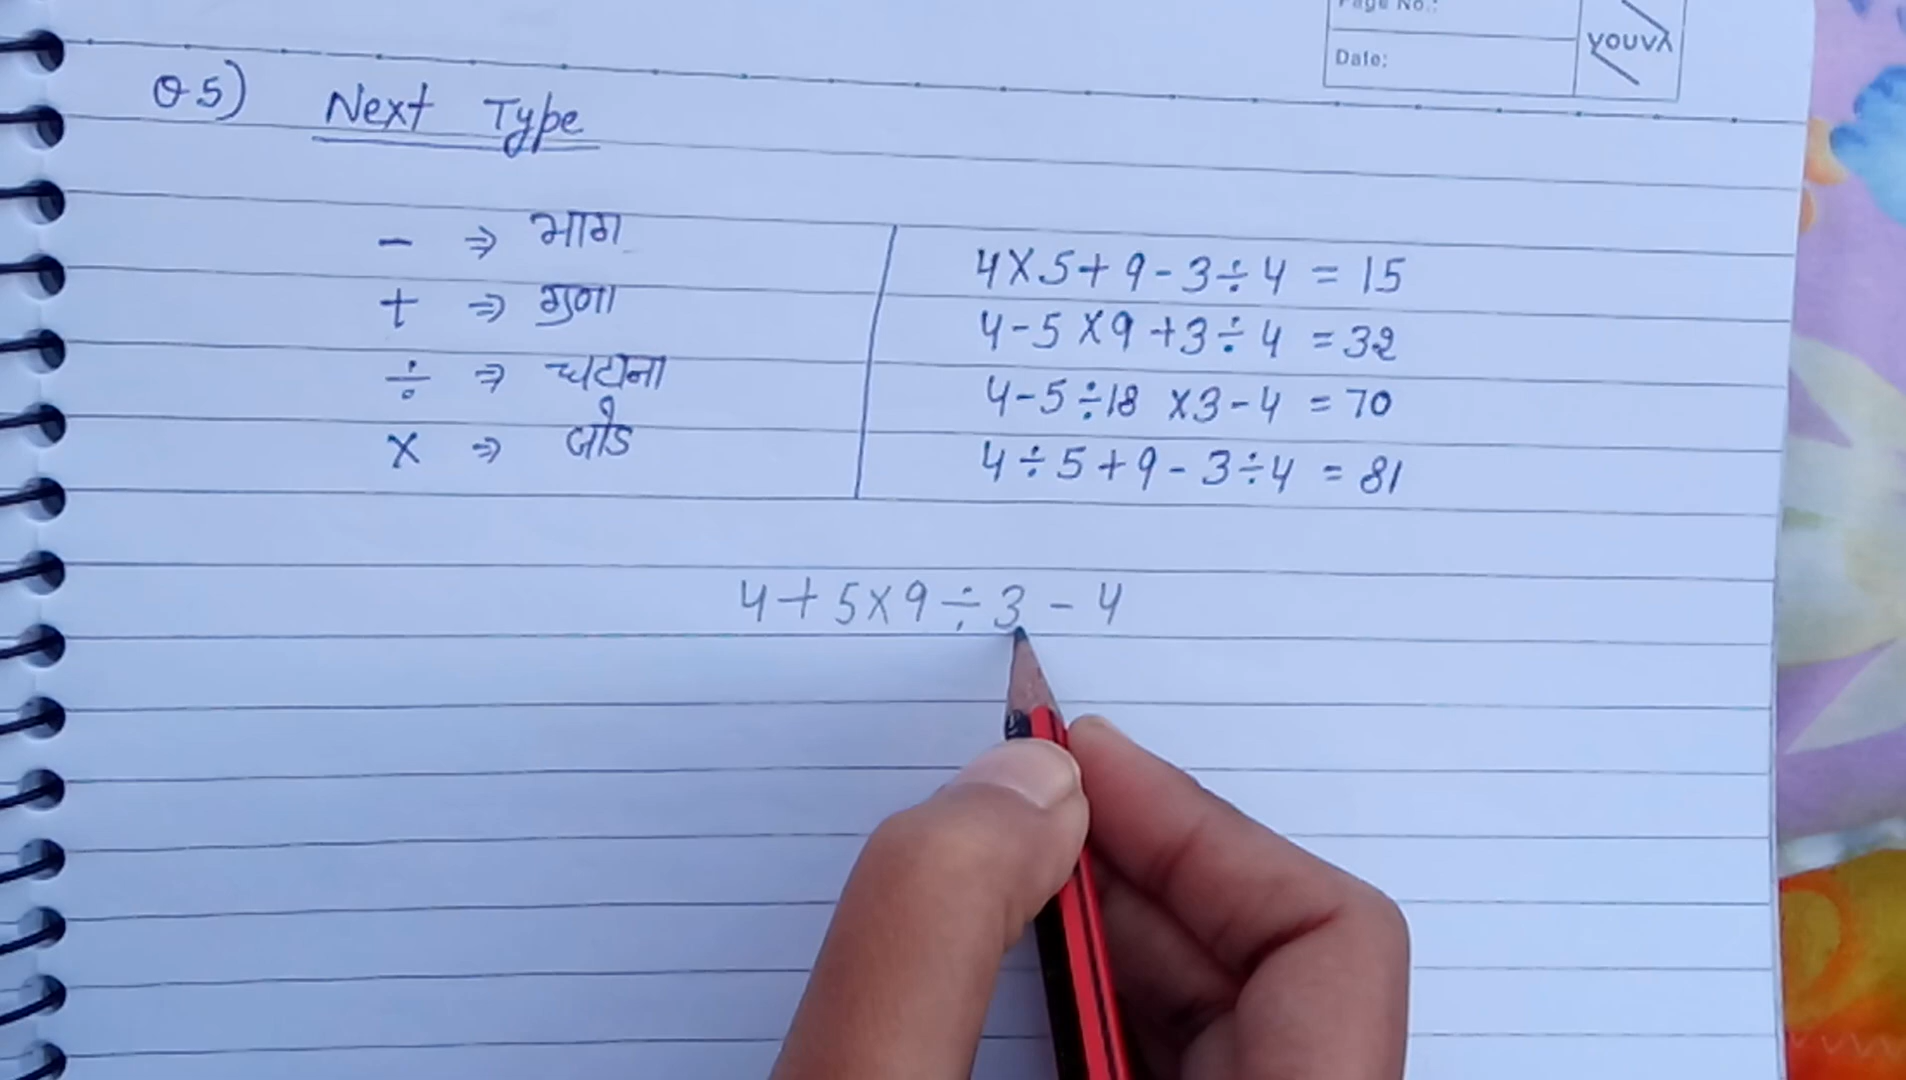 Page No.:
Date:
YOUVA
Q 5) Next Type
- ⇒ भाग
+ ⇒ गुणा
÷ ⇒ घटाना
× ⇒ जोड
4×5+9-3÷4 = 15
4-5×9+3÷4 = 32
4-5÷18×3-4 = 70
4÷5+9-3÷4 = 81
4+5×9÷3-4